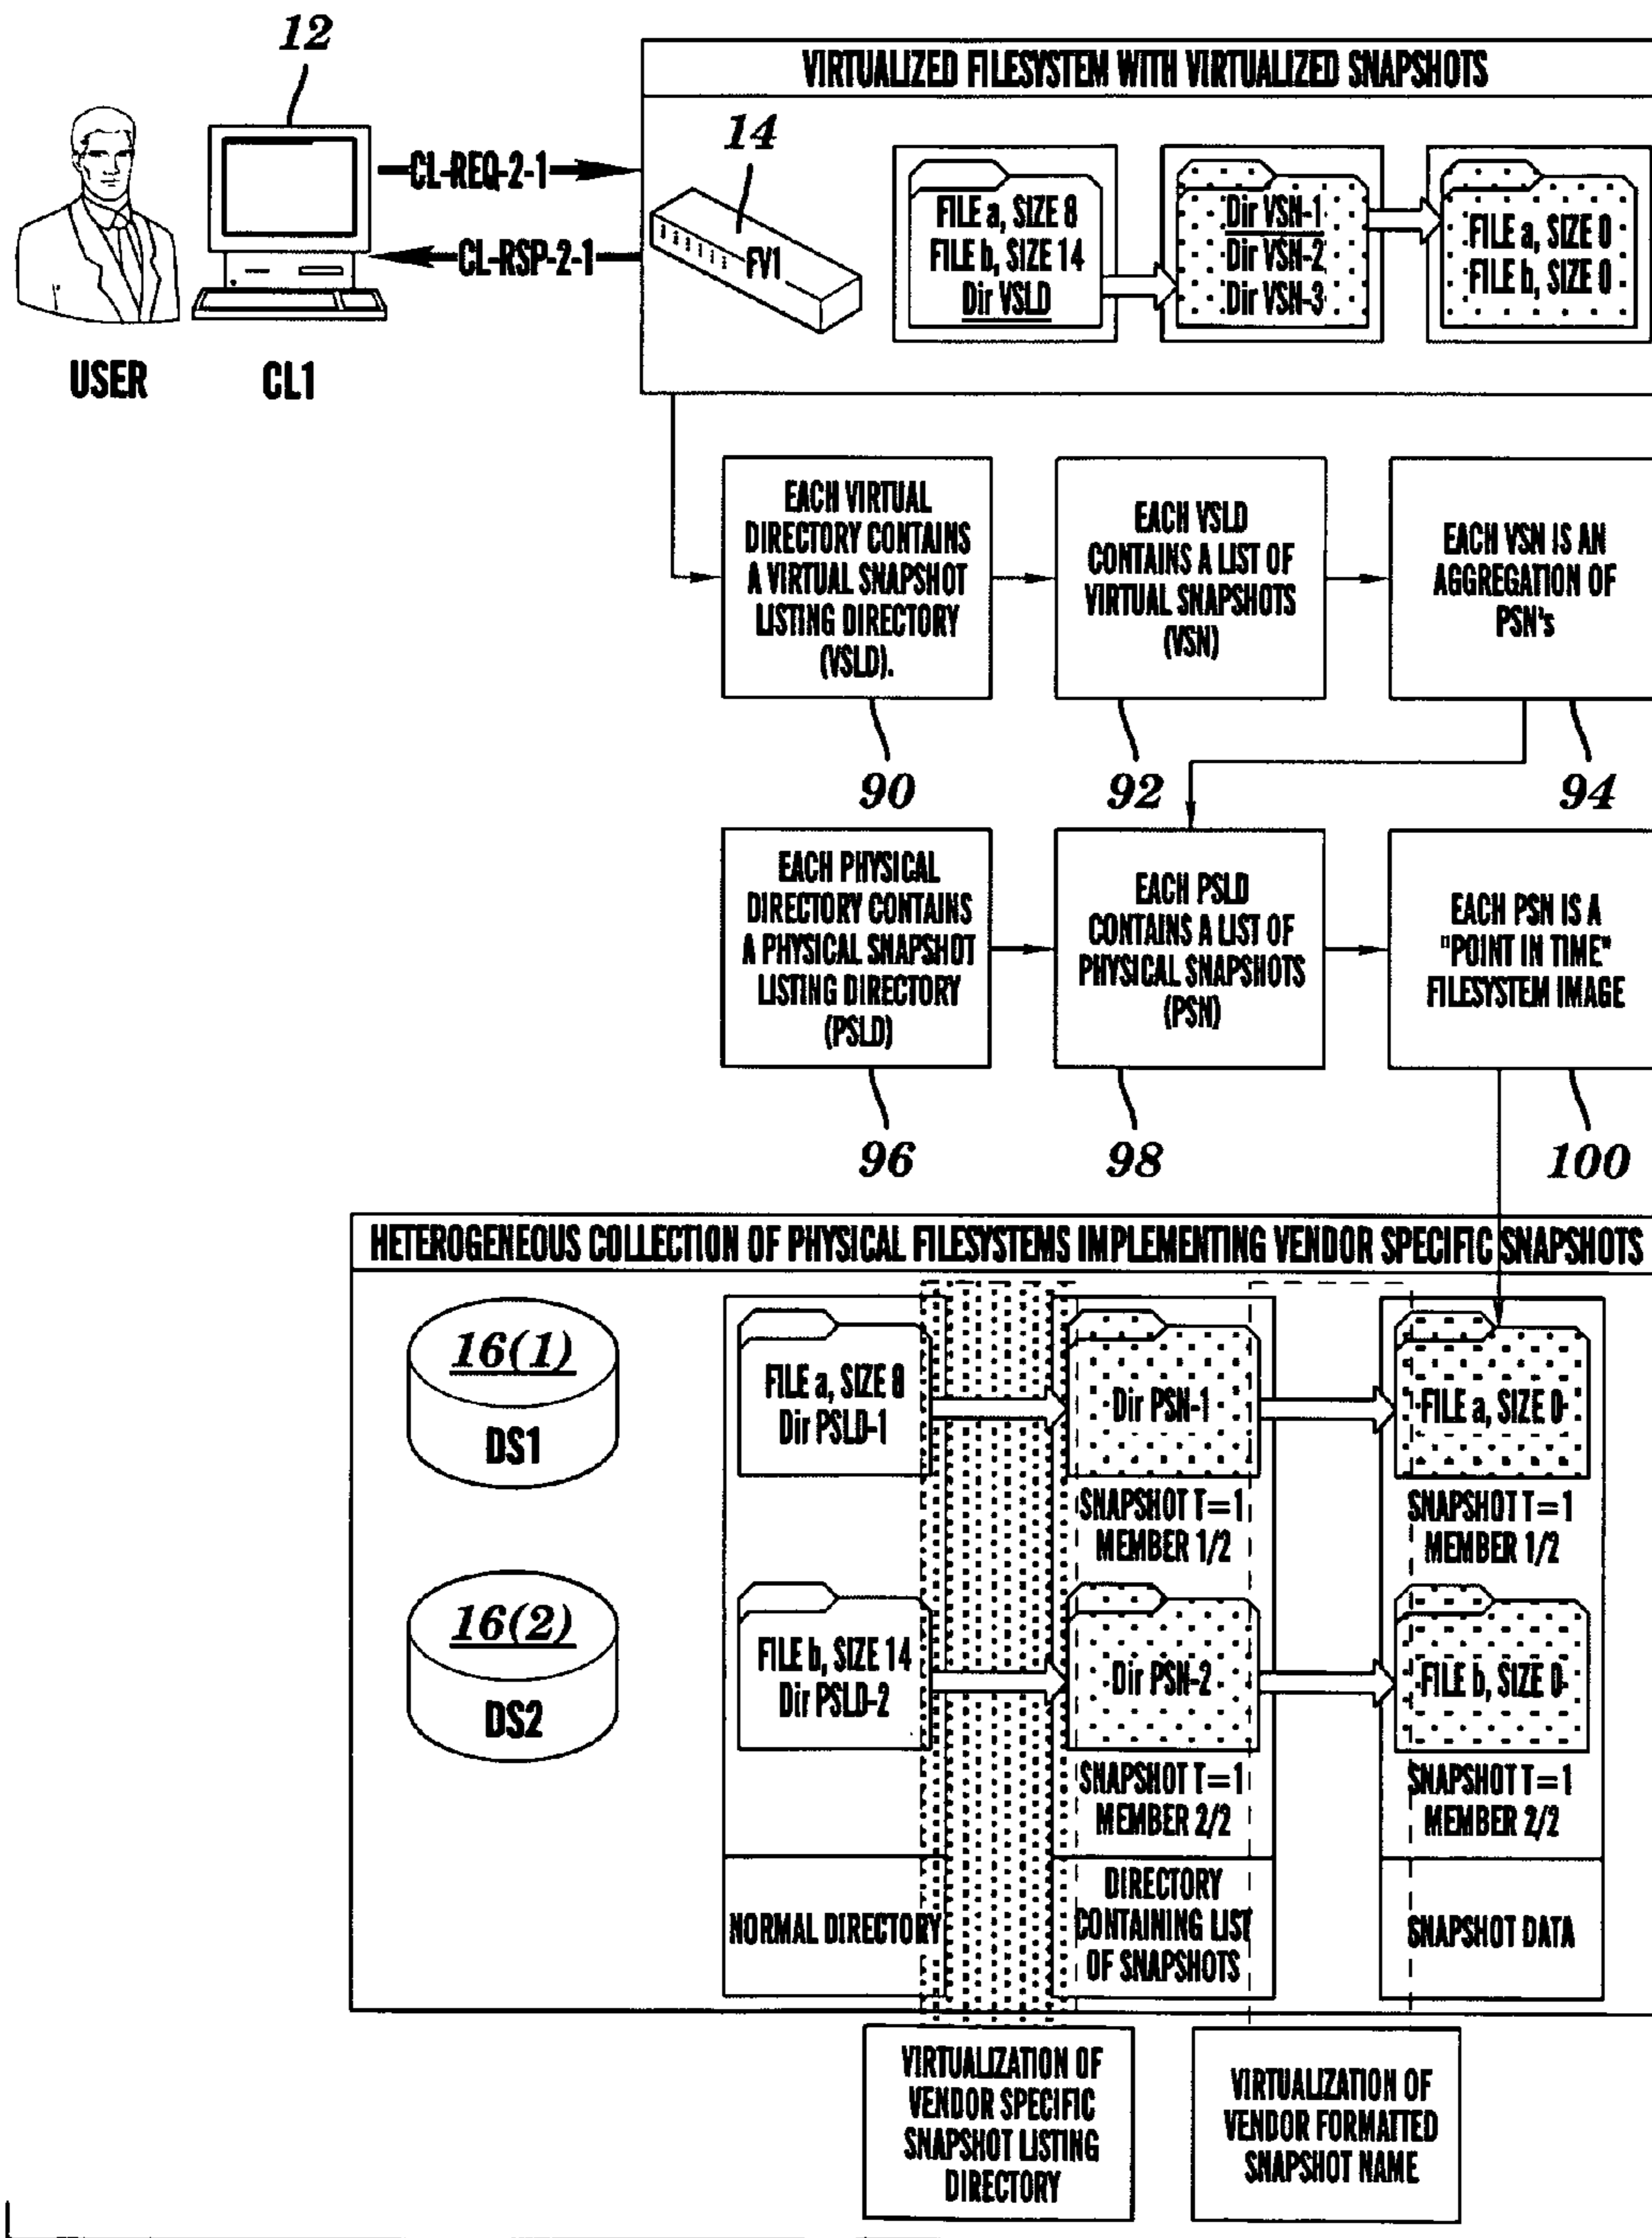 12
VIRTUALIZED FILESYSTEM WITH VIRTUALIZED SNAPSHOTS
CL-REQ-2-1
CL-RSP-2-1
USER
CL1
14
FV1
FILE a, SIZE 8
FILE b, SIZE 14
Dir VSLD
Dir VSN-1
Dir VSN-2
Dir VSN-3
FILE a, SIZE 0
FILE b, SIZE 0
EACH VIRTUAL
DIRECTORY CONTAINS
A VIRTUAL SNAPSHOT
LISTING DIRECTORY
(VSLD).
90
EACH VSLD
CONTAINS A LIST OF
VIRTUAL SNAPSHOTS
(VSN)
92
EACH VSN IS AN
AGGREGATION OF
PSN's
94
EACH PHYSICAL
DIRECTORY CONTAINS
A PHYSICAL SNAPSHOT
LISTING DIRECTORY
(PSLD)
96
EACH PSLD
CONTAINS A LIST OF
PHYSICAL SNAPSHOTS
(PSN)
98
EACH PSN IS A
"POINT IN TIME"
FILESYSTEM IMAGE
100
HETEROGENEOUS COLLECTION OF PHYSICAL FILESYSTEMS IMPLEMENTING VENDOR SPECIFIC SNAPSHOTS
16(1)
DS1
FILE a, SIZE 8
Dir PSLD-1
Dir PSN-1
SNAPSHOT T=1
MEMBER 1/2
FILE a, SIZE 0
SNAPSHOT T=1
MEMBER 1/2
16(2)
DS2
FILE b, SIZE 14
Dir PSLD-2
Dir PSN-2
SNAPSHOT T=1
MEMBER 2/2
FILE b, SIZE 0
SNAPSHOT T=1
MEMBER 2/2
NORMAL DIRECTORY
DIRECTORY
CONTAINING LIST
OF SNAPSHOTS
SNAPSHOT DATA
VIRTUALIZATION OF
VENDOR SPECIFIC
SNAPSHOT LISTING
DIRECTORY
VIRTUALIZATION OF
VENDOR FORMATTED
SNAPSHOT NAME